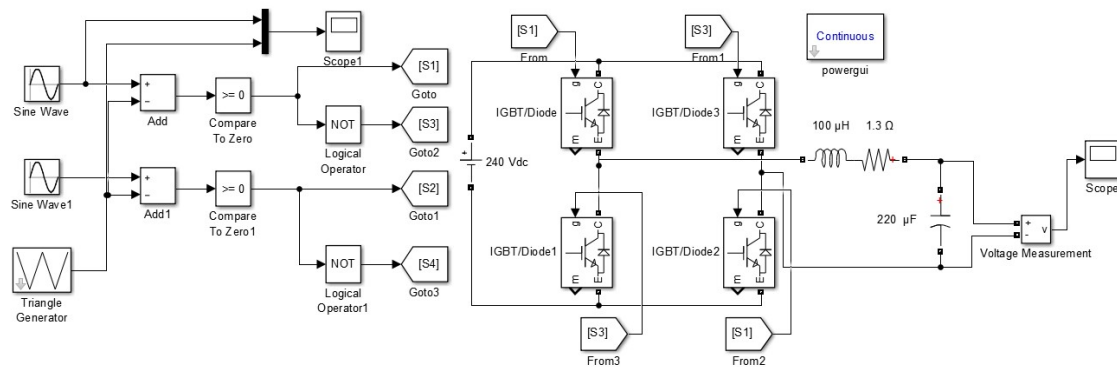 Sine Wave
+
−
Add
>= 0
Compare
To Zero
Scope1
[S1]
Goto
NOT
Logical
Operator
[S3]
Goto2
Sine Wave1
+
−
Add1
>= 0
Compare
To Zero1
[S2]
Goto1
NOT
Logical
Operator1
[S4]
Goto3
Triangle
Generator
[S1]
From
[S3]
From1
Continuous
powergui
+
240 Vdc
g
C
IGBT/Diode
m
E
g
C
IGBT/Diode3
m
E
g
C
IGBT/Diode1
m
E
g
C
IGBT/Diode2
m
E
[S3]
From3
[S1]
From2
100 µH
1.3 Ω
+
+
220 µF
+
-
v
Voltage Measurement
Scope